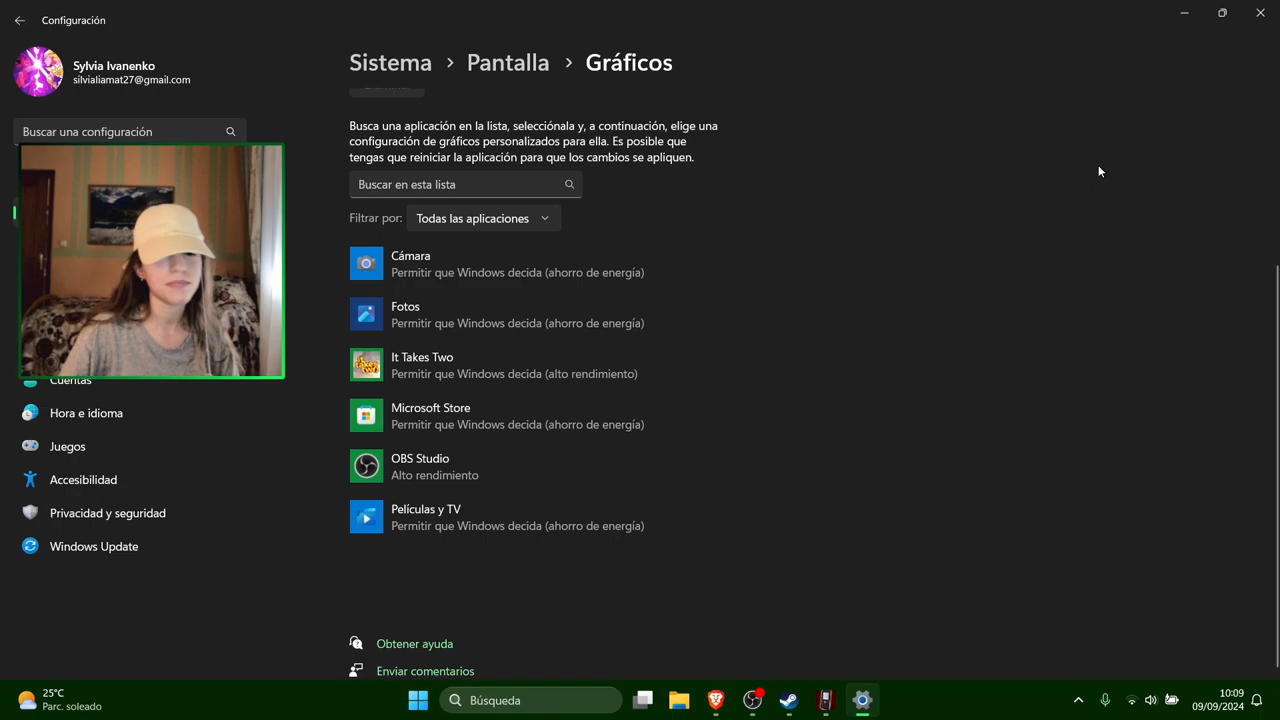 Configuración
Sylvia Ivanenko
silvialiamat27@gmail.com
Buscar una configuración
Cuentas
Hora e idioma
Juegos
Accesibilidad
Privacidad y seguridad
Windows Update
Sistema > Pantalla > Gráficos
Busca una aplicación en la lista, selecciónala y, a continuación, elige una
configuración de gráficos personalizados para ella. Es posible que
tengas que reiniciar la aplicación para que los cambios se apliquen.
Buscar en esta lista
Filtrar por: Todas las aplicaciones
Cámara
Permitir que Windows decida (ahorro de energía)
Fotos
Permitir que Windows decida (ahorro de energía)
It Takes Two
Permitir que Windows decida (alto rendimiento)
Microsoft Store
Permitir que Windows decida (ahorro de energía)
OBS Studio
Alto rendimiento
Películas y TV
Permitir que Windows decida (ahorro de energía)
Obtener ayuda
Enviar comentarios
25°C
Parc. soleado
Búsqueda
10:09
09/09/2024